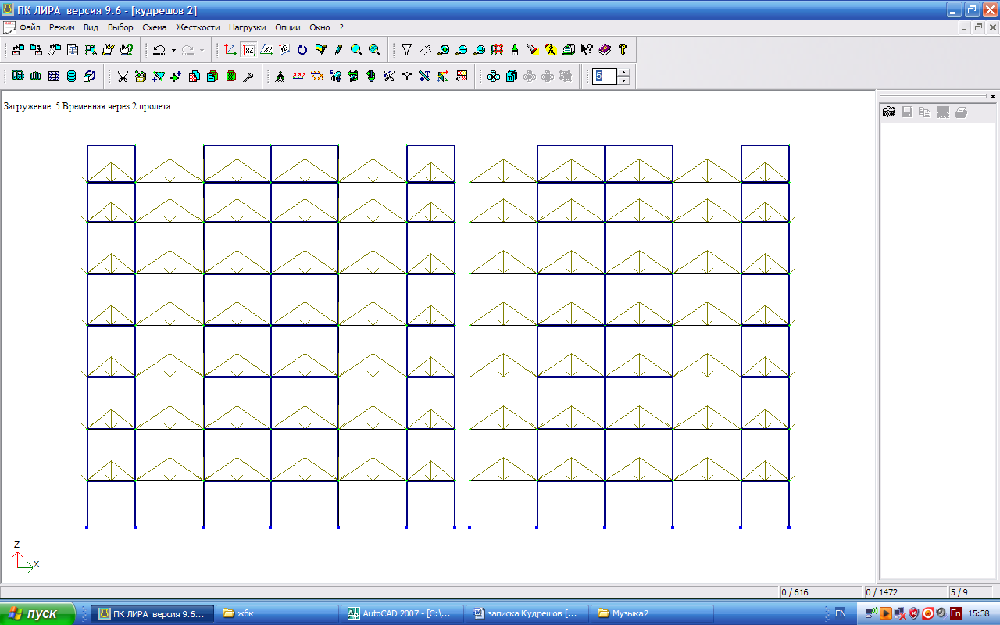 ПК ЛИРА версия 9.6 - [кудрешов 2]
Файл Режим Вид Выбор Схема Жесткости Нагрузки Опции Окно ?
XZ
5
Загружение 5 Временная через 2 пролета
Z
X
0 / 616 0 / 1472 5 / 9
пуск ПК ЛИРА версия 9.6... жбк AutoCAD 2007 - [C:\... записка Кудрешов [... Музыка2 EN En 15:38